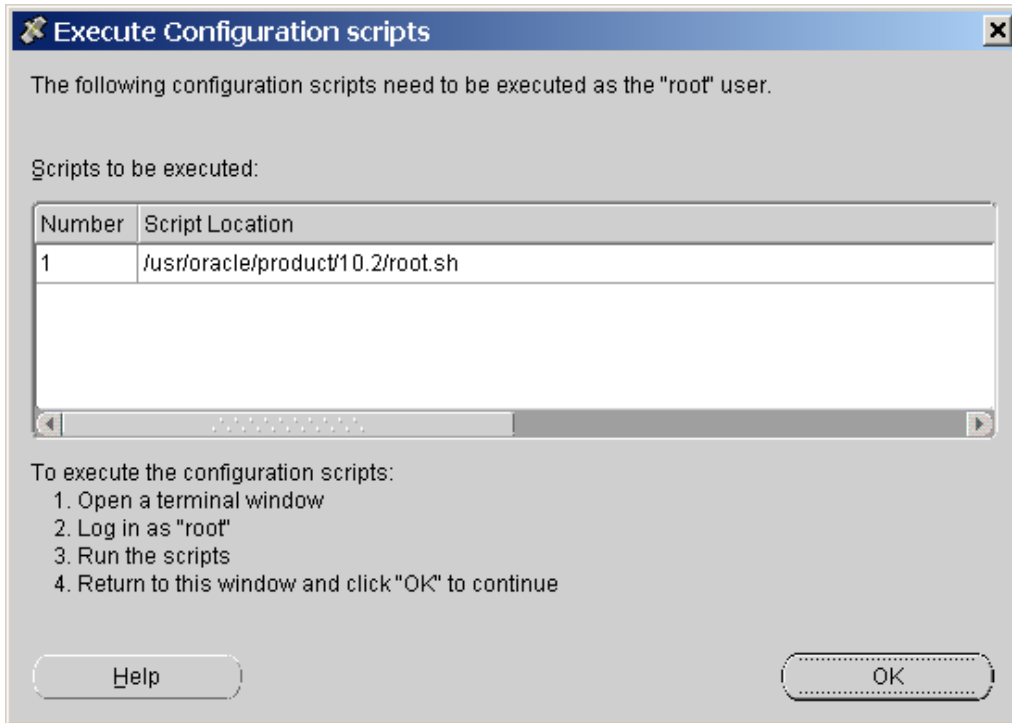 Execute Configuration scripts
The following configuration scripts need to be executed as the "root" user.
Scripts to be executed:
Number Script Location
1 /usr/oracle/product/10.2/root.sh
To execute the configuration scripts:
1. Open a terminal window
2. Log in as "root"
3. Run the scripts
4. Return to this window and click "OK" to continue
Help OK